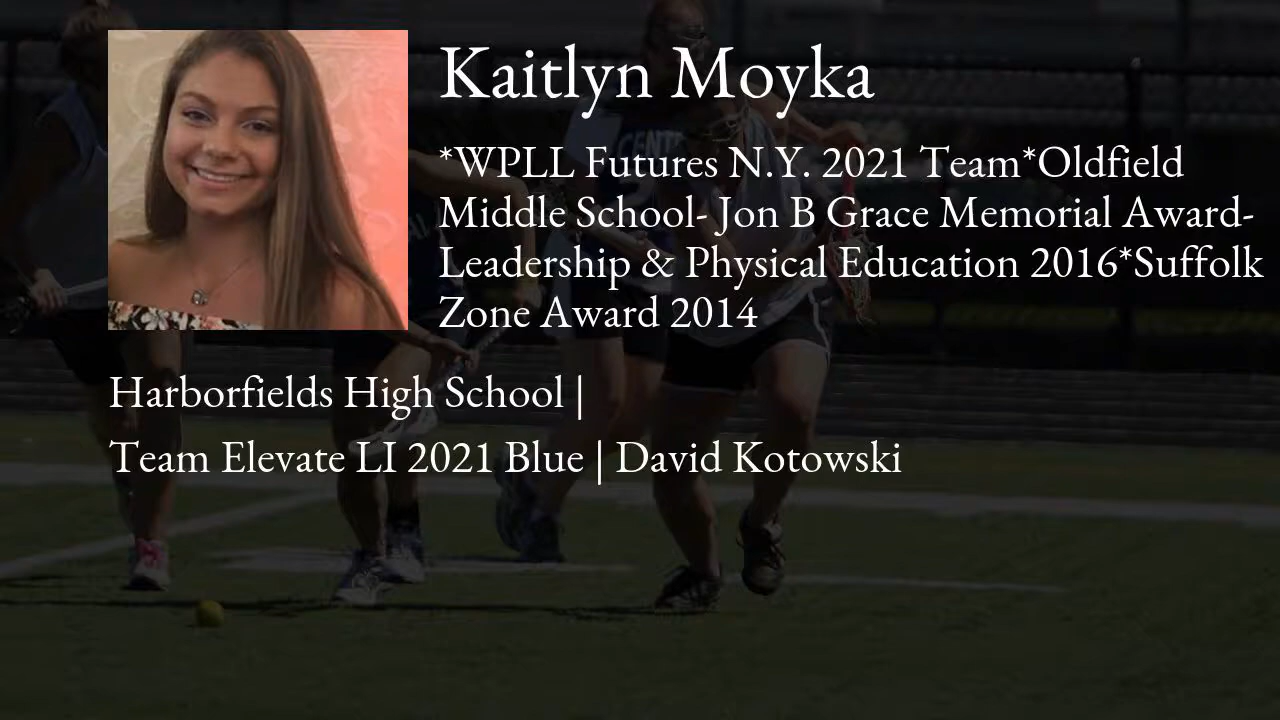 Kaitlyn Moyka
*WPLL Futures N.Y. 2021 Team*Oldfield
Middle School- Jon B Grace Memorial Award-
Leadership & Physical Education 2016*Suffolk
Zone Award 2014
Harborfields High School |
Team Elevate LI 2021 Blue | David Kotowski